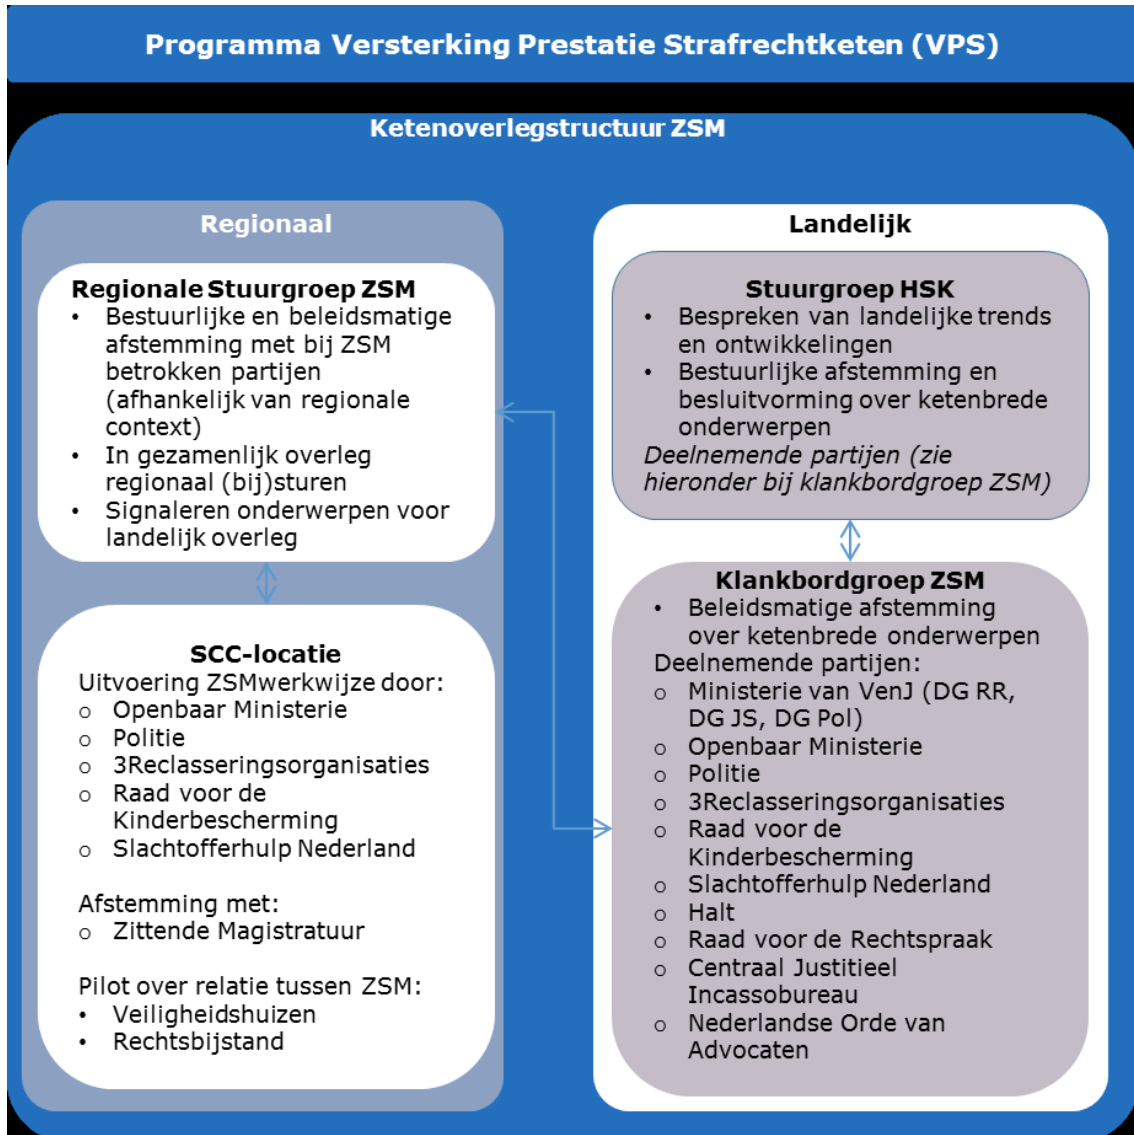 Programma Versterking Prestatie Strafrechtketen (VPS)
Ketenoverlegstructuur ZSM
Regionaal
Regionale Stuurgroep ZSM
• Bestuurlijke en beleidsmatige
afstemming met bij ZSM
betrokken partijen
(afhankelijk van regionale
context)
• In gezamenlijk overleg
regionaal (bij)sturen
• Signaleren onderwerpen voor
landelijk overleg
SCC-locatie
Uitvoering ZSMwerkwijze door:
o Openbaar Ministerie
o Politie
o 3Reclasseringsorganisaties
o Raad voor de
Kinderbescherming
o Slachtofferhulp Nederland
Afstemming met:
o Zittende Magistratuur
Pilot over relatie tussen ZSM:
• Veiligheidshuizen
• Rechtsbijstand
Landelijk
Stuurgroep HSK
• Bespreken van landelijke trends
en ontwikkelingen
• Bestuurlijke afstemming en
besluitvorming over ketenbrede
onderwerpen
Deelnemende partijen (zie
hieronder bij klankbordgroep ZSM)
Klankbordgroep ZSM
• Beleidsmatige afstemming
over ketenbrede onderwerpen
Deelnemende partijen:
o Ministerie van VenJ (DG RR,
DG JS, DG Pol)
o Openbaar Ministerie
o Politie
o 3Reclasseringsorganisaties
o Raad voor de
Kinderbescherming
o Slachtofferhulp Nederland
o Halt
o Raad voor de Rechtspraak
o Centraal Justitieel
Incassobureau
o Nederlandse Orde van
Advocaten